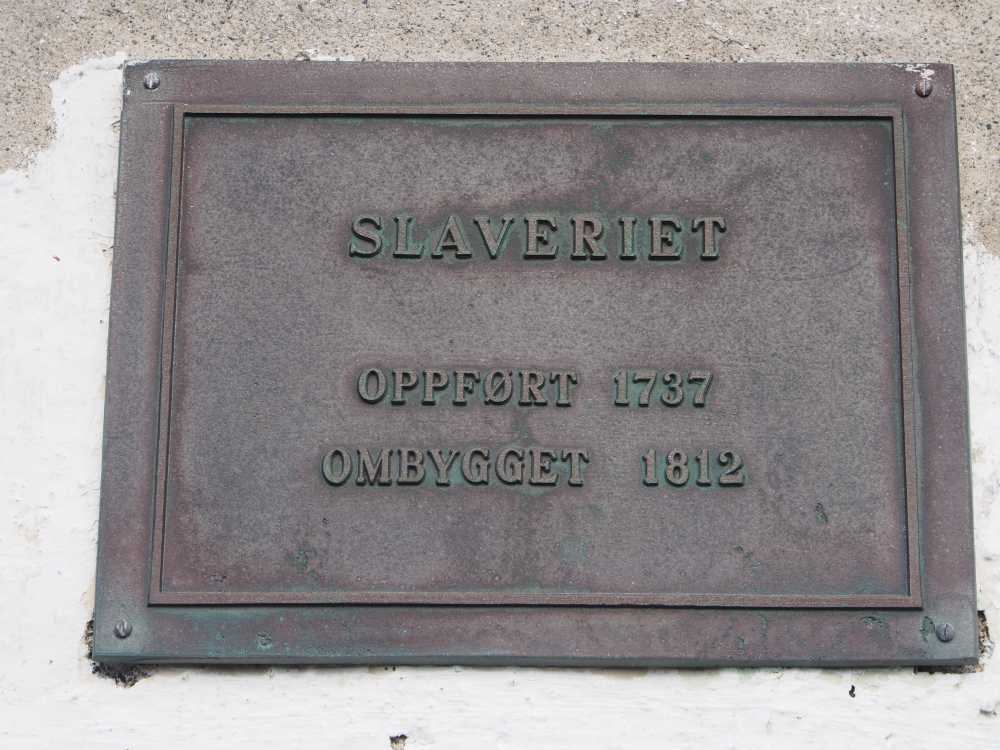 SLAVERIET
OPPFØRT 1737
OMBYGGET 1812